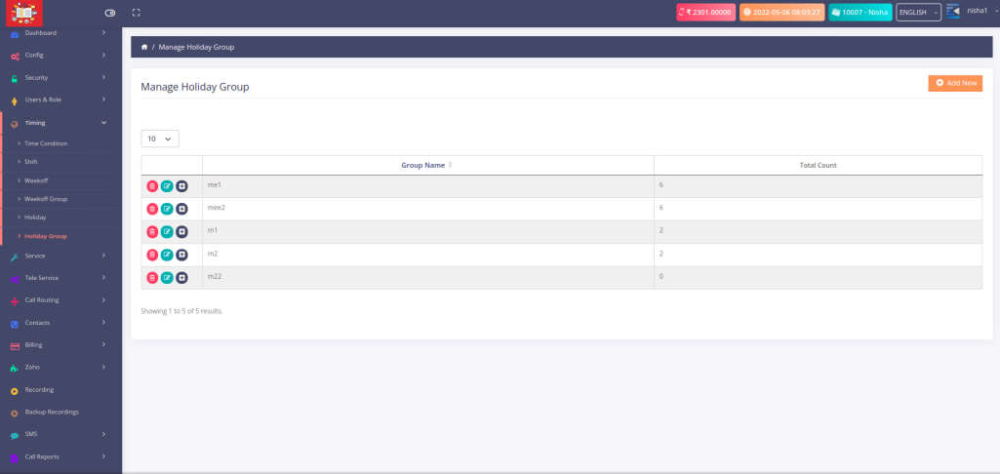 ₹ 2301.00000
2022-05-06 06:03:27
10007 - Nisha
ENGLISH
nisha1
Dashboard
Config
Security
Users & Role
Timing
Time Condition
Shift
Weekoff
Weekoff Group
Holiday
Holiday Group
Service
Tele Service
Call Routing
Contacts
Billing
Zoho
Recording
Backup Recordings
SMS
Call Reports
/ Manage Holiday Group
Manage Holiday Group
Add New
10
Group Name Total Count
me1 6
mee2 6
m1 2
m2 2
m22 0
Showing 1 to 5 of 5 results.